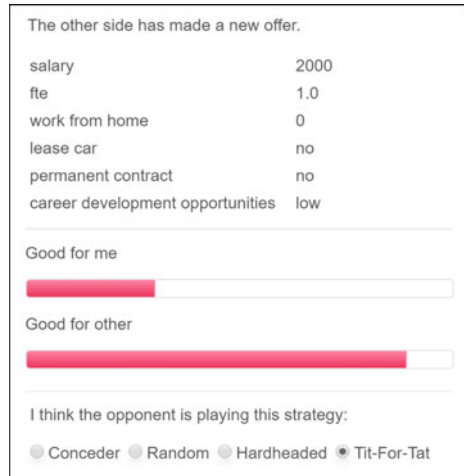 The other side has made a new offer.
salary 2000
fte 1.0
work from home 0
lease car no
permanent contract no
career development opportunities low
Good for me
Good for other
I think the opponent is playing this strategy:
Conceder Random Hardheaded Tit-For-Tat